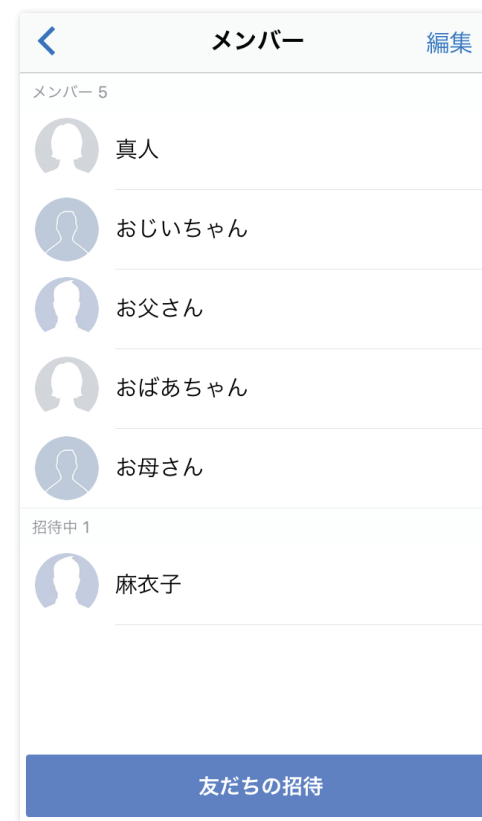 メンバー 編集
メンバー 5
真人
おじいちゃん
お父さん
おばあちゃん
お母さん
招待中 1
麻衣子
友だちの招待